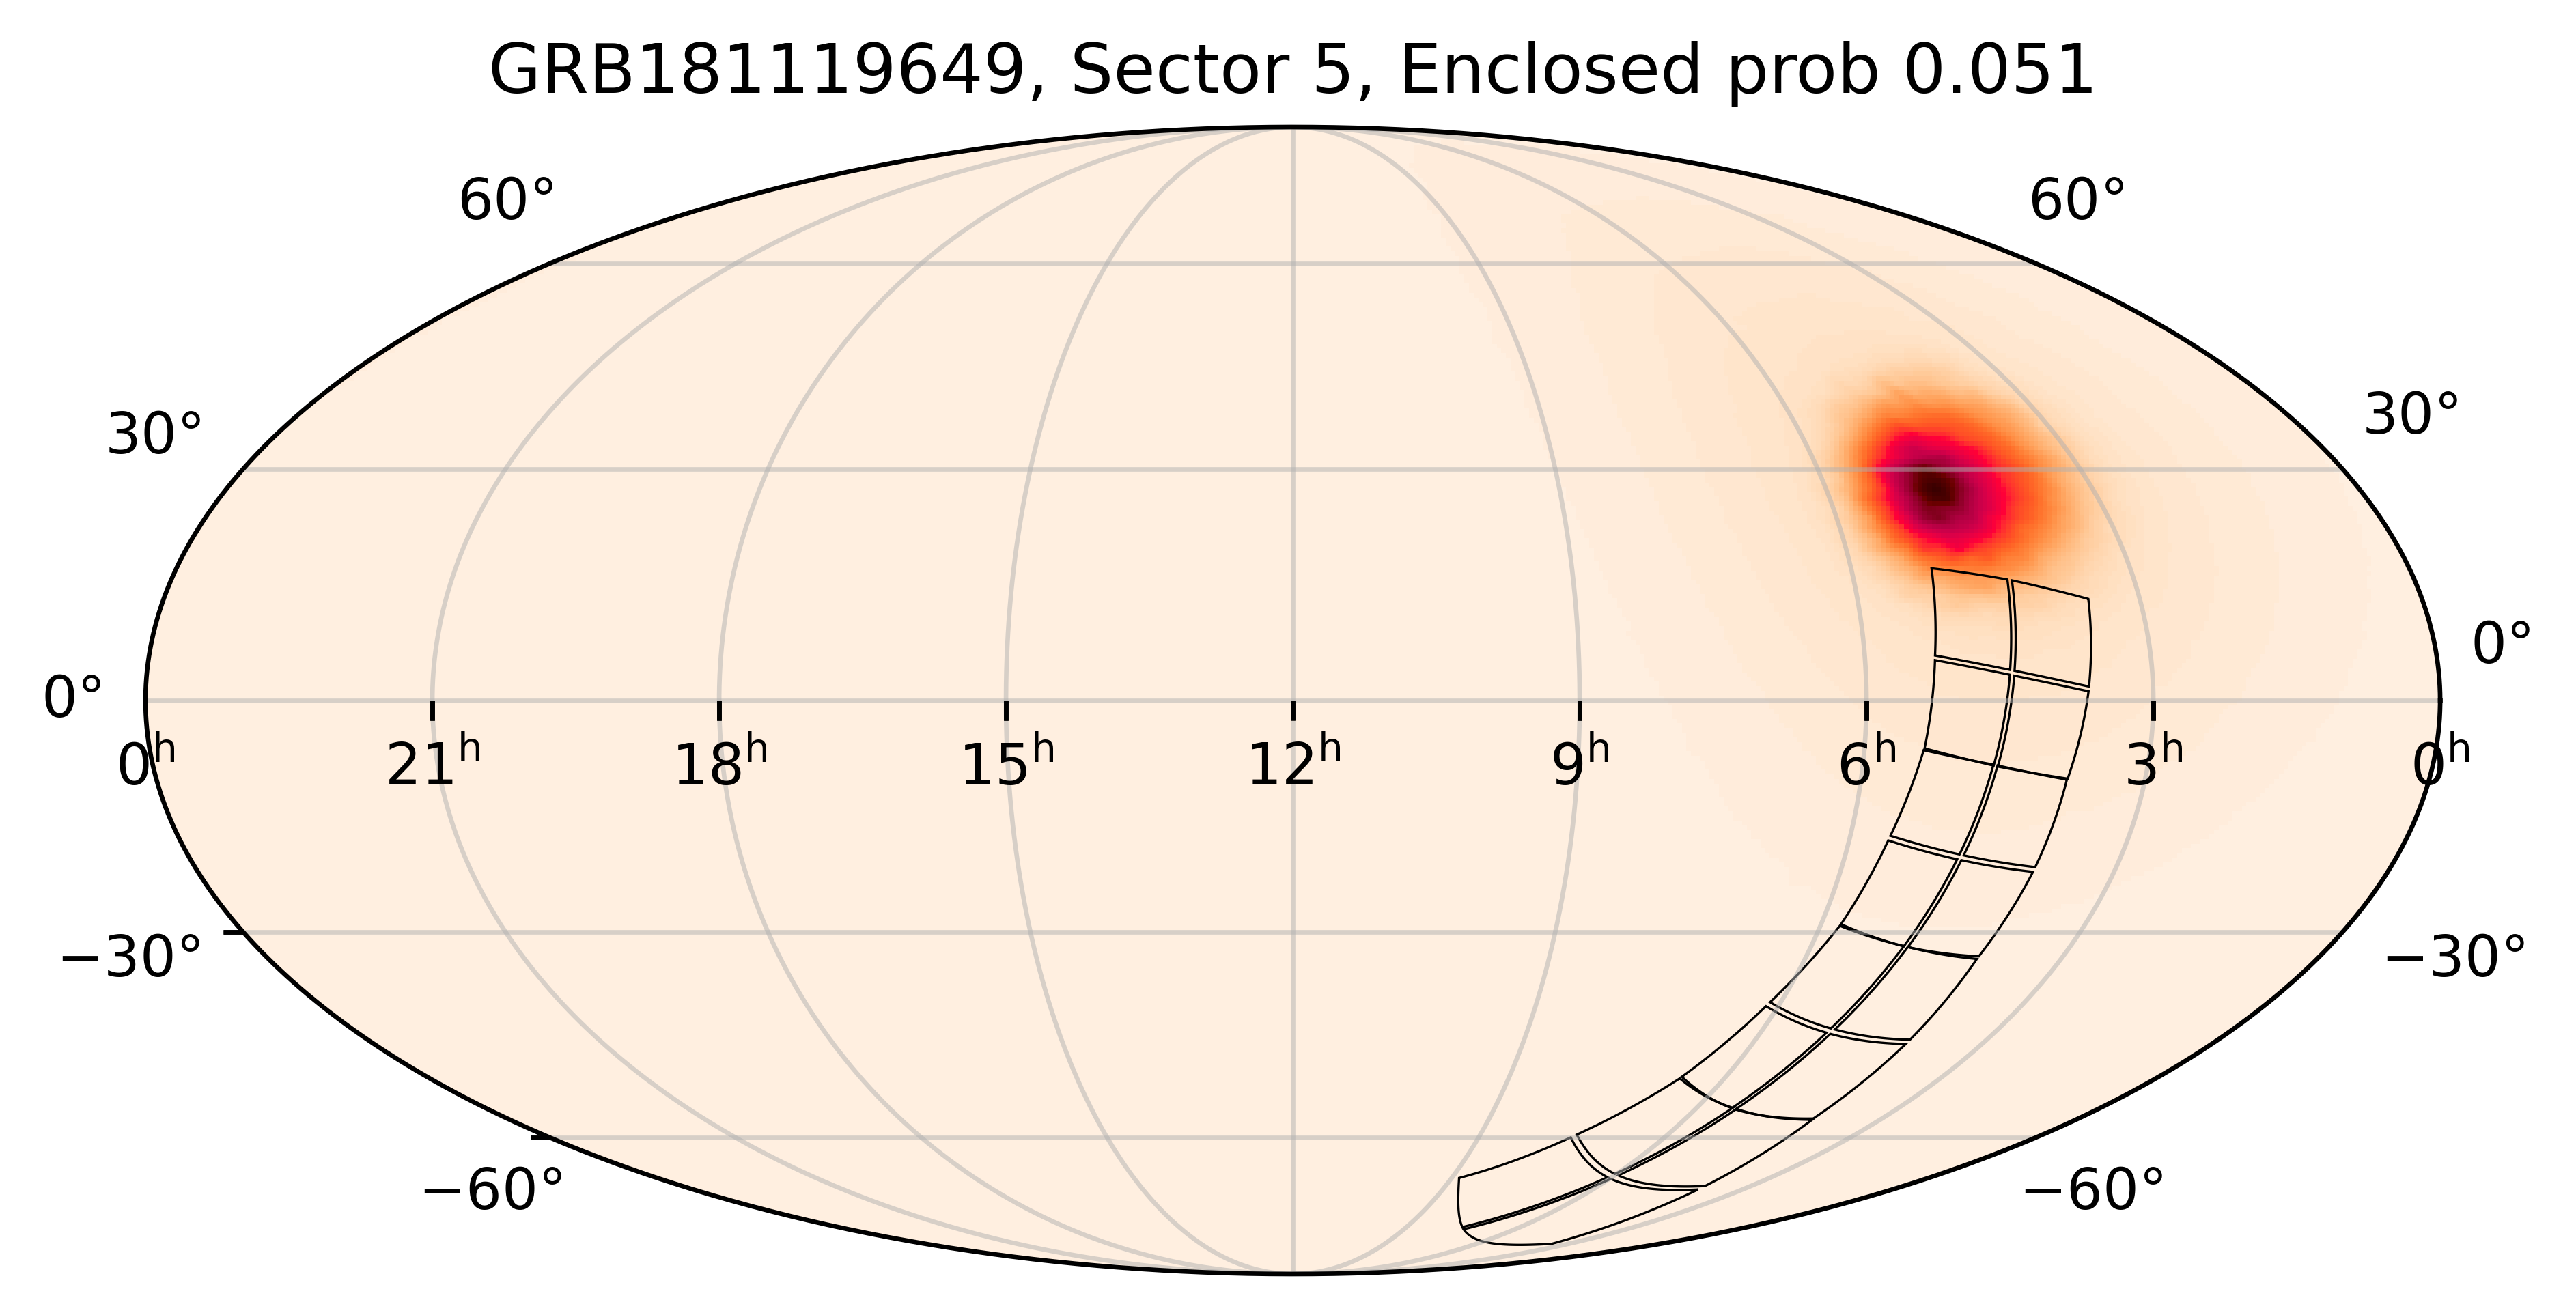 GRB181119649, Sector 5, Enclosed prob 0.051
60° 60°
30° 30°
0° 0°
0h 21h 18h 15h 12h 9h 6h 3h 0h
−30° −30°
−60° −60°